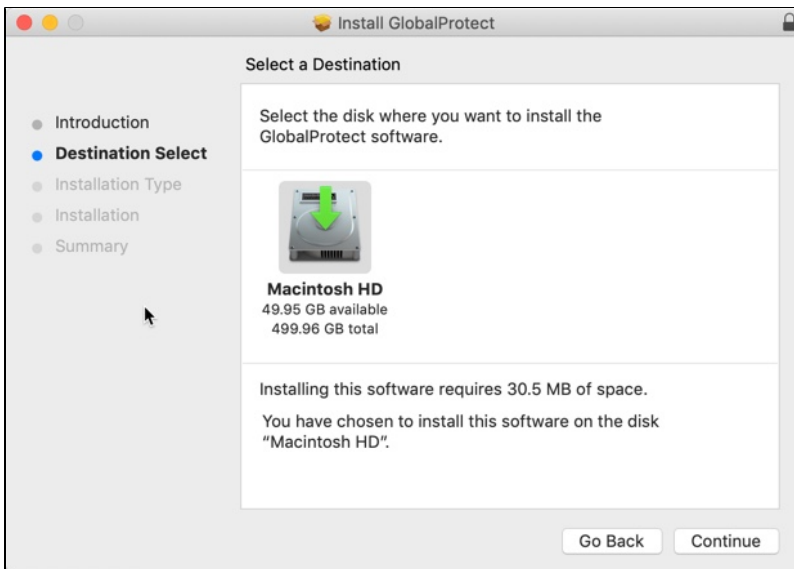 Install GlobalProtect
Select a Destination
Introduction
Destination Select
Installation Type
Installation
Summary
Select the disk where you want to install the
GlobalProtect software.
Macintosh HD
49.95 GB available
499.96 GB total
Installing this software requires 30.5 MB of space.
You have chosen to install this software on the disk
“Macintosh HD”.
Go Back
Continue